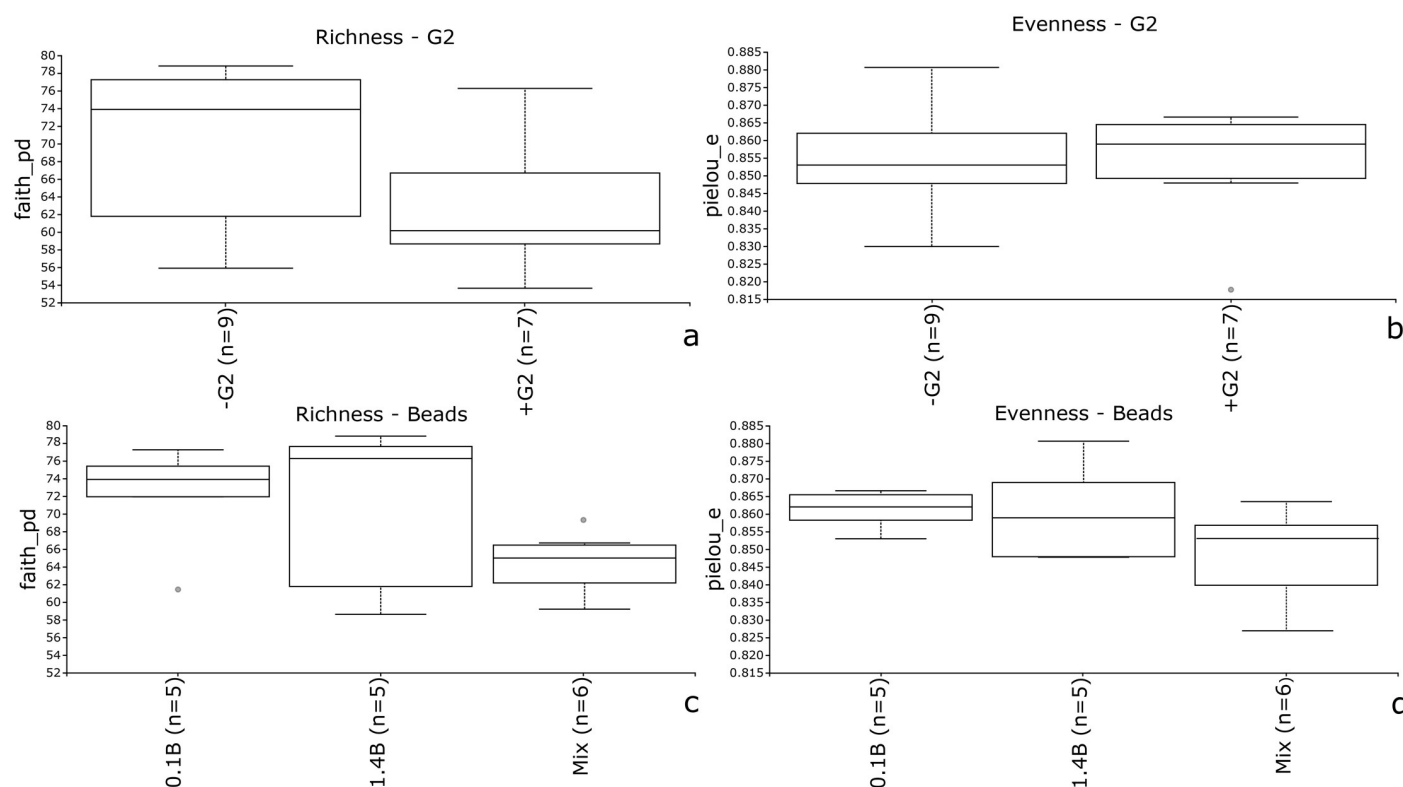 Richness - G2
faith_pd
80
78
76
74
72
70
68
66
64
62
60
58
56
54
52
-G2 (n=9)
+G2 (n=7)
a
Evenness - G2
pielou_e
0.885
0.880
0.875
0.870
0.865
0.860
0.855
0.850
0.845
0.840
0.835
0.830
0.825
0.820
0.815
-G2 (n=9)
+G2 (n=7)
b
Richness - Beads
faith_pd
80
78
76
74
72
70
68
66
64
62
60
58
56
54
52
0.1B (n=5)
1.4B (n=5)
Mix (n=6)
c
Evenness - Beads
pielou_e
0.885
0.880
0.875
0.870
0.865
0.860
0.855
0.850
0.845
0.840
0.835
0.830
0.825
0.820
0.815
0.1B (n=5)
1.4B (n=5)
Mix (n=6)
d